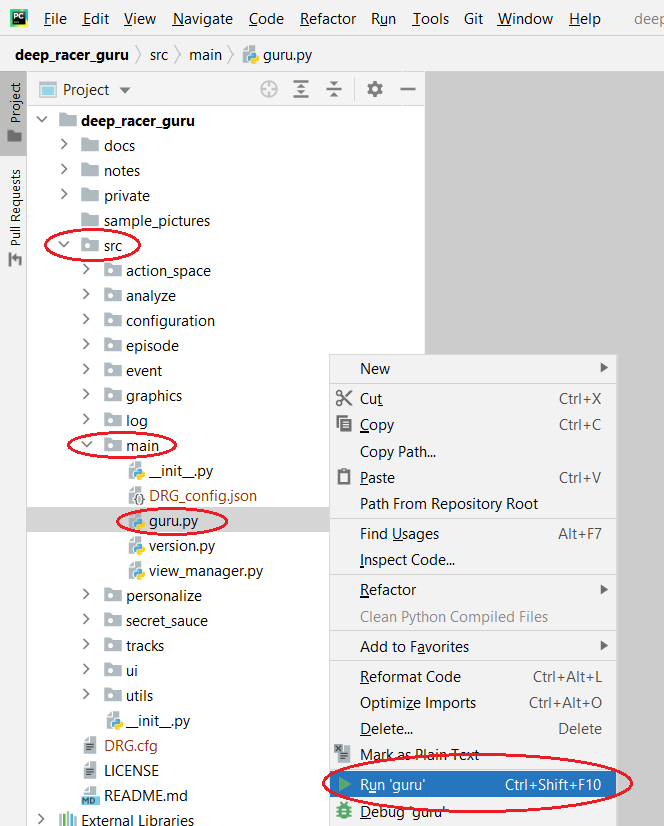 PC File Edit View Navigate Code Refactor Run Tools Git Window Help deep
deep_racer_guru src main guru.py
Project
Pull Requests
Project
deep_racer_guru
docs
notes
private
sample_pictures
src
action_space
analyze
configuration
episode
event
graphics
log
main
__init__.py
DRG_config.json
guru.py
version.py
view_manager.py
personalize
secret_sauce
tracks
ui
utils
__init__.py
DRG.cfg
LICENSE
MD README.md
External Libraries
New
Cut Ctrl+X
Copy Ctrl+C
Copy Path...
Paste Ctrl+V
Path From Repository Root
Find Usages Alt+F7
Inspect Code...
Refactor
Clean Python Compiled Files
Add to Favorites
Reformat Code Ctrl+Alt+L
Optimize Imports Ctrl+Alt+O
Delete... Delete
Mark as Plain Text
Run 'guru' Ctrl+Shift+F10
Debug 'guru'